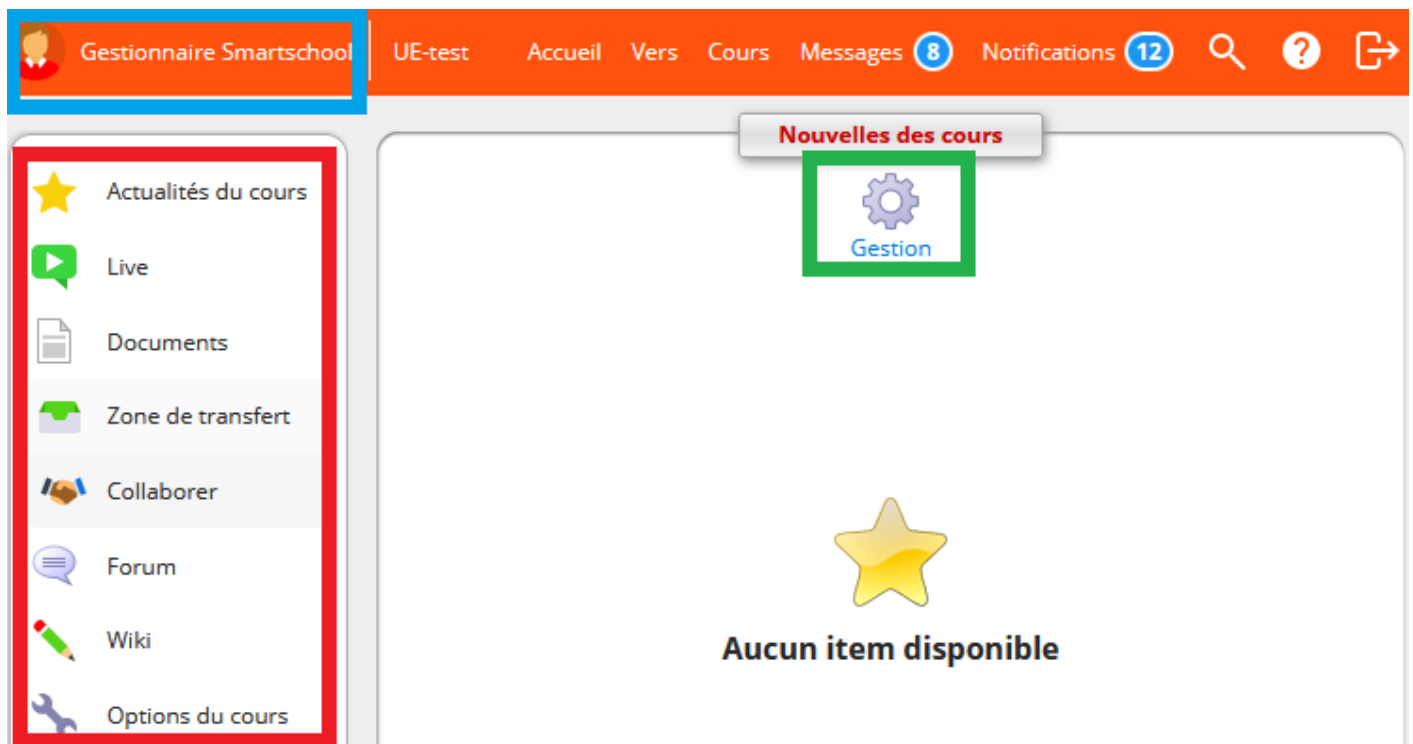 Gestionnaire Smartschool UE-test Accueil Vers Cours Messages 8 Notifications 12 ?
Nouvelles des cours
Gestion
Actualités du cours
Live
Documents
Zone de transfert
Collaborer
Forum
Wiki
Options du cours
Aucun item disponible